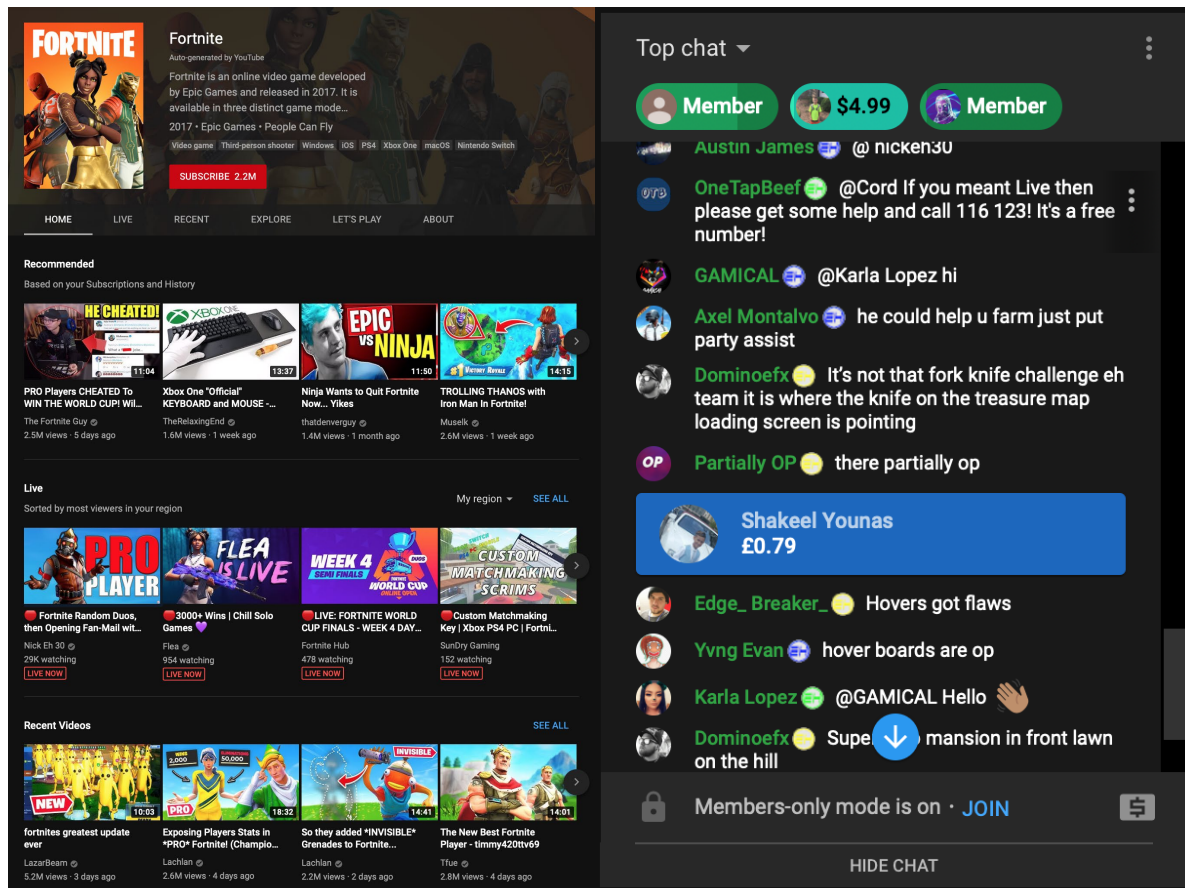 FORTNITE
Fortnite
Auto-generated by YouTube
Fortnite is an online video game developed
by Epic Games and released in 2017. It is
available in three distinct game mode...
2017 • Epic Games • People Can Fly
Video game Third-person shooter Windows iOS PS4 Xbox One macOS Nintendo Switch
SUBSCRIBE 2.2M
HOME LIVE RECENT EXPLORE LET'S PLAY ABOUT
Recommended
Based on your Subscriptions and History
HE CHEATED!
11:04
XBOX ONE
13:37
EPIC
VS NINJA
11:50
VICTORY ROYALE
14:15
PRO Players CHEATED To
WIN THE WORLD CUP! Wil...
The Fortnite Guy
2.5M views · 5 days ago
Xbox One "Official"
KEYBOARD and MOUSE -...
TheRelaxingEnd
1.6M views · 1 week ago
Ninja Wants to Quit Fortnite
Now... Yikes
thatdenverguy
1.4M views · 1 month ago
TROLLING THANOS with
Iron Man In Fortnite!
Muselk
2.6M views · 1 week ago
Live
Sorted by most viewers in your region
My region SEE ALL
PRO
PLAYER
FLEA
IS LIVE
WEEK 4
SEMI FINALS
DUOS
WORLD CUP
ONLINE OPEN
CUSTOM
MATCHMAKING
SCRIMS
Fortnite Random Duos,
then Opening Fan-Mail wit...
Nick Eh 30
29K watching
LIVE NOW
3000+ Wins | Chill Solo
Games 💜
Flea
954 watching
LIVE NOW
LIVE: FORTNITE WORLD
CUP FINALS - WEEK 4 DAY...
Fortnite Hub
478 watching
LIVE NOW
Custom Matchmaking
Key | Xbox PS4 PC | Fortni...
SunDry Gaming
152 watching
LIVE NOW
Recent Videos
SEE ALL
NEW
10:03
WINS
2,000
50,000
PRO
18:32
INVISIBLE
14:41
14:01
fortnites greatest update
ever
LazarBeam
5.2M views · 3 days ago
Exposing Players Stats in
*PRO* Fortnite! (Champio...
Lachlan
2.6M views · 4 days ago
So they added *INVISIBLE*
Grenades to Fortnite...
Lachlan
2.2M views · 2 days ago
The New Best Fortnite
Player - timmy420ttv69
Tfue
2.8M views · 4 days ago
Top chat
Member $4.99 Member
Austin James @ nickeh30
OTB
OneTapBeef @Cord If you meant Live then
please get some help and call 116 123! It's a free
number!
GAMICAL @Karla Lopez hi
Axel Montalvo he could help u farm just put
party assist
Dominoefx It's not that fork knife challenge eh
team it is where the knife on the treasure map
loading screen is pointing
OP
Partially OP there partially op
Shakeel Younas
£0.79
Edge_ Breaker_ Hovers got flaws
Yvng Evan hover boards are op
Karla Lopez @GAMICAL Hello 👋🏽
Dominoefx mansion in front lawn
on the hill
Members-only mode is on · JOIN
HIDE CHAT